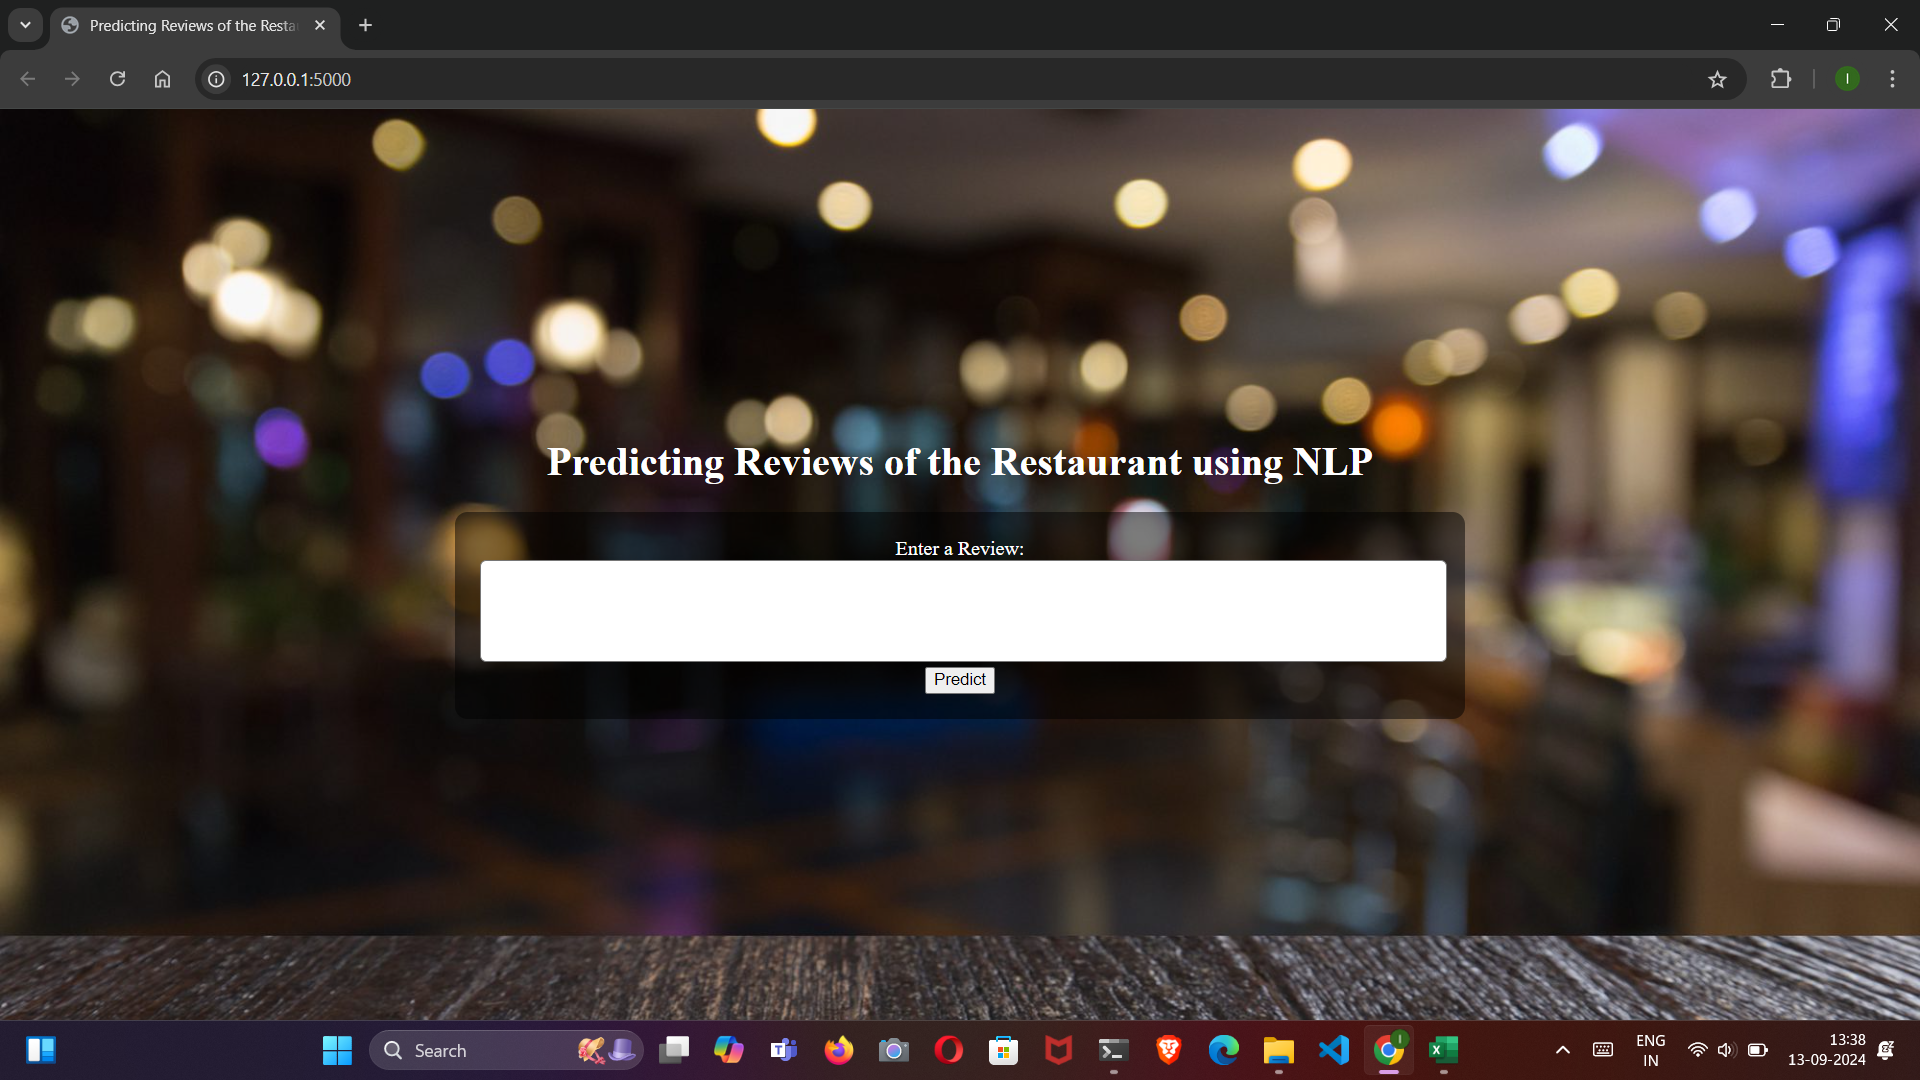 Predicting Reviews of the Resta
127.0.0.1:5000
I
Predicting Reviews of the Restaurant using NLP
Enter a Review:
Predict
Search
ENG
IN
13:38
13-09-2024